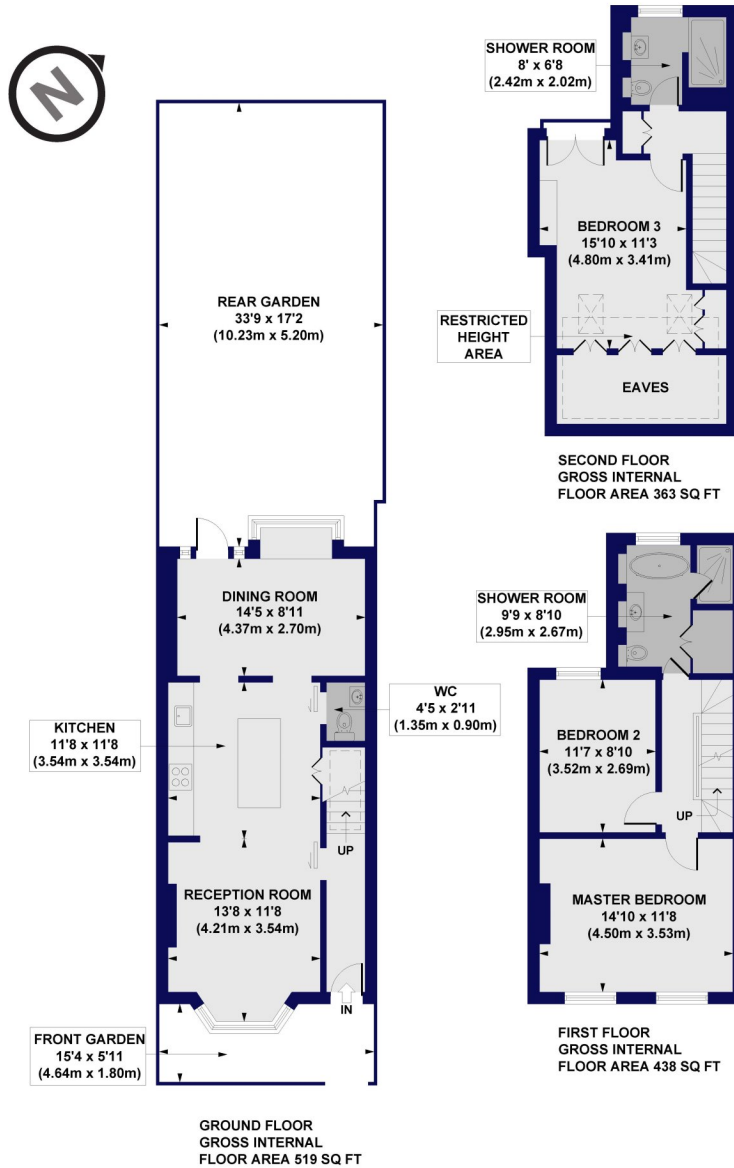 N
SHOWER ROOM
8' x 6'8
(2.42m x 2.02m)
BEDROOM 3
15'10 x 11'3
(4.80m x 3.41m)
RESTRICTED
HEIGHT
AREA
EAVES
SECOND FLOOR
GROSS INTERNAL
FLOOR AREA 363 SQ FT
REAR GARDEN
33'9 x 17'2
(10.23m x 5.20m)
DINING ROOM
14'5 x 8'11
(4.37m x 2.70m)
WC
4'5 x 2'11
(1.35m x 0.90m)
KITCHEN
11'8 x 11'8
(3.54m x 3.54m)
UP
RECEPTION ROOM
13'8 x 11'8
(4.21m x 3.54m)
IN
FRONT GARDEN
15'4 x 5'11
(4.64m x 1.80m)
GROUND FLOOR
GROSS INTERNAL
FLOOR AREA 519 SQ FT
SHOWER ROOM
9'9 x 8'10
(2.95m x 2.67m)
BEDROOM 2
11'7 x 8'10
(3.52m x 2.69m)
UP
MASTER BEDROOM
14'10 x 11'8
(4.50m x 3.53m)
FIRST FLOOR
GROSS INTERNAL
FLOOR AREA 438 SQ FT